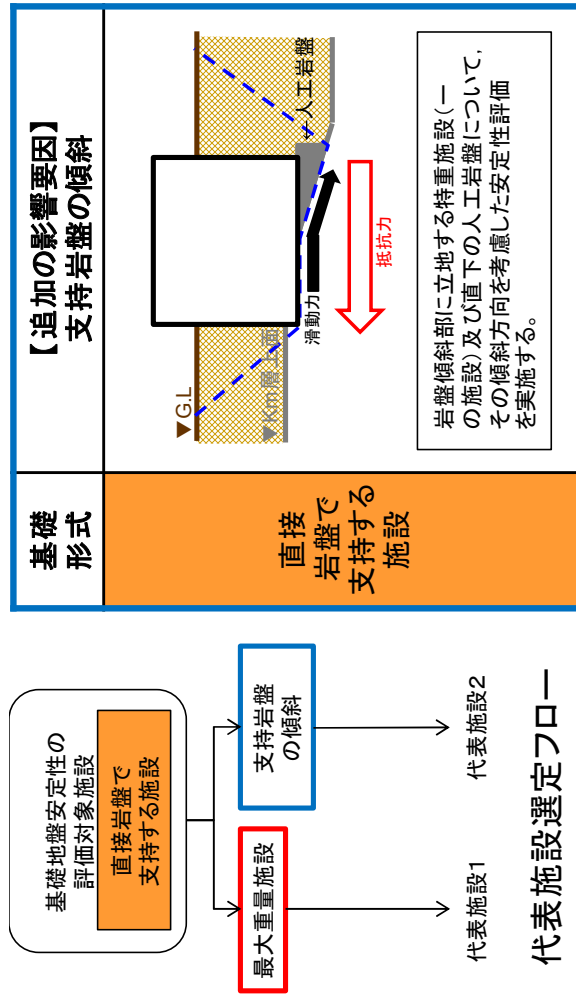 基礎地盤安定性の
評価対象施設
直接岩盤で
支持する施設
最大重量施設
支持岩盤
の傾斜
代表施設1
代表施設2
代表施設選定フロー
基礎
形式
【追加の影響要因】
支持岩盤の傾斜
直接
岩盤で
支持する
施設
▼G.L
▼Km層上面
←人工岩盤
滑動力
抵抗力
岩盤傾斜部に立地する特重施設(一
の施設)及び直下の人工岩盤について,
その傾斜方向を考慮した安定性評価
を実施する。